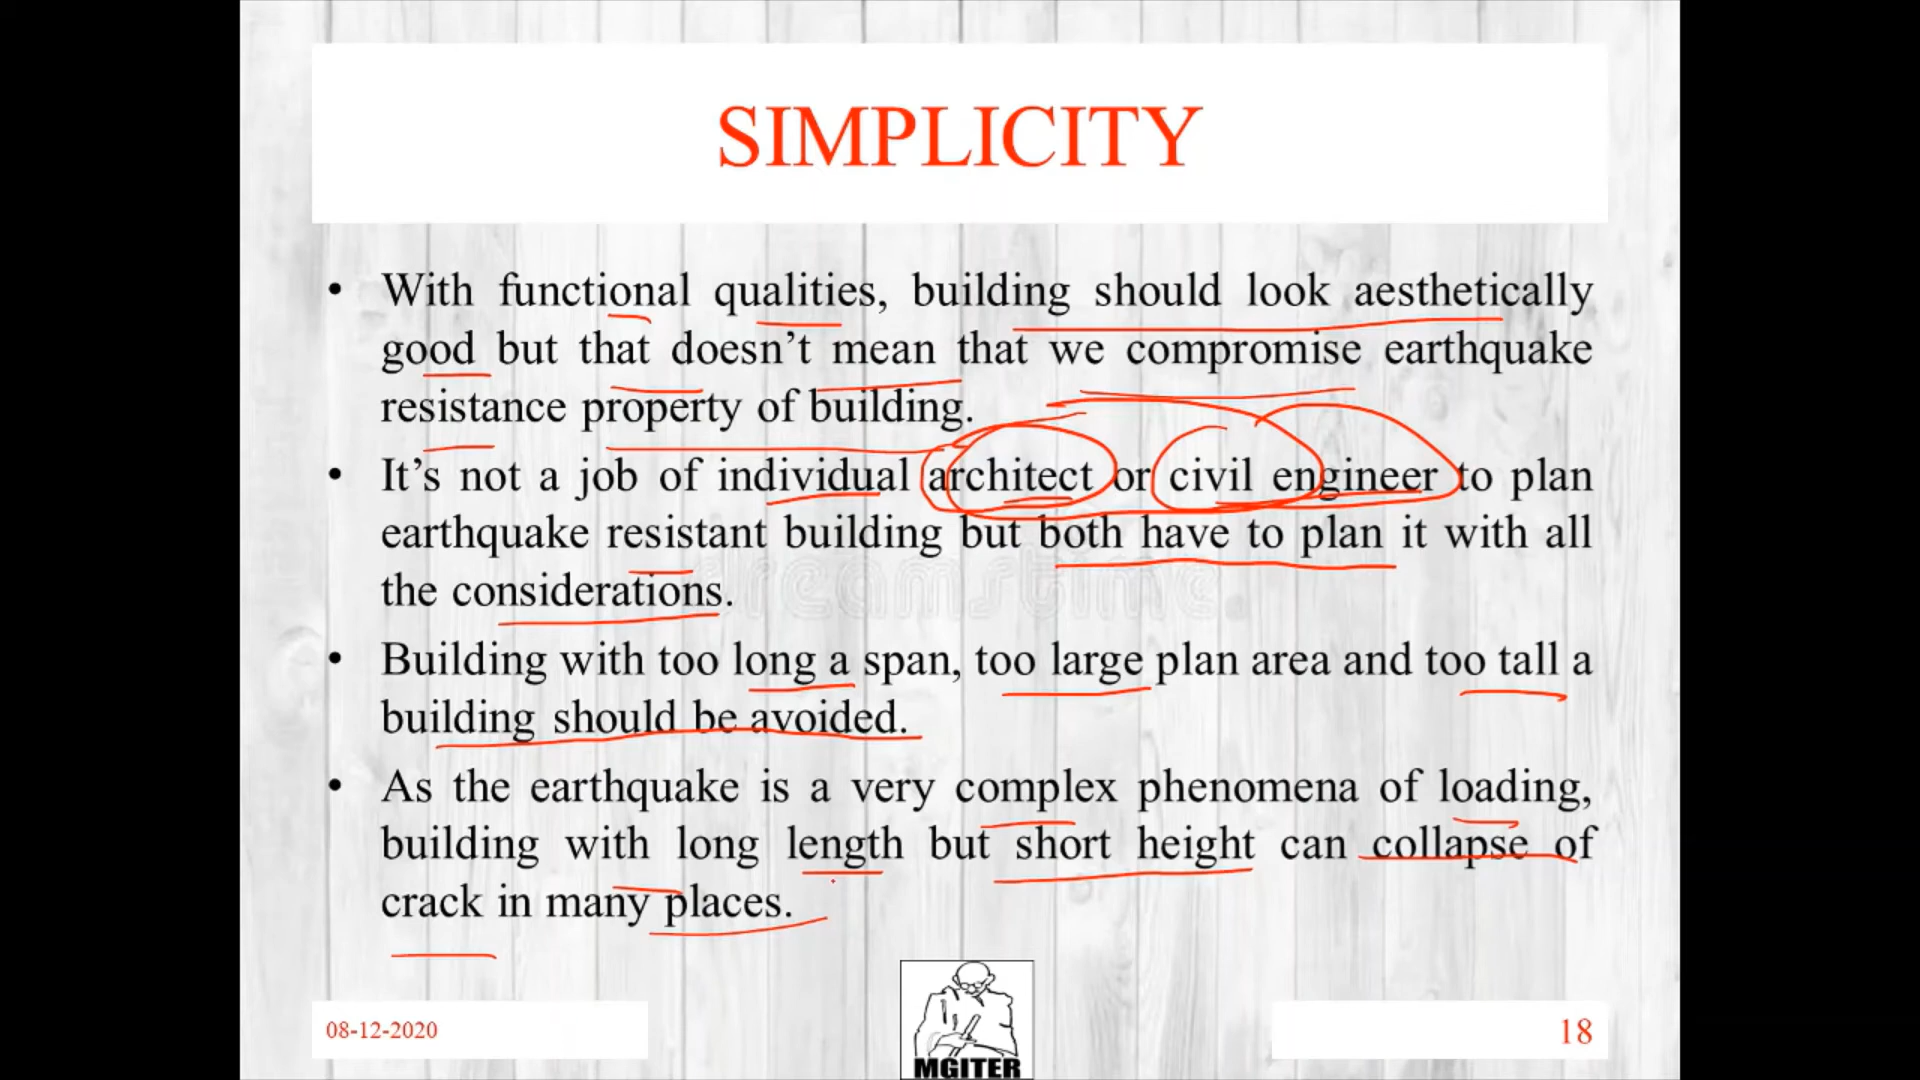 SIMPLICITY
• With functional qualities, building should look aesthetically
good but that doesn’t mean that we compromise earthquake
resistance property of building.
• It’s not a job of individual architect or civil engineer to plan
earthquake resistant building but both have to plan it with all
the considerations.
dreamstime
• Building with too long a span, too large plan area and too tall a
building should be avoided.
• As the earthquake is a very complex phenomena of loading,
building with long length but short height can collapse of
crack in many places.
08-12-2020
MGITER
18